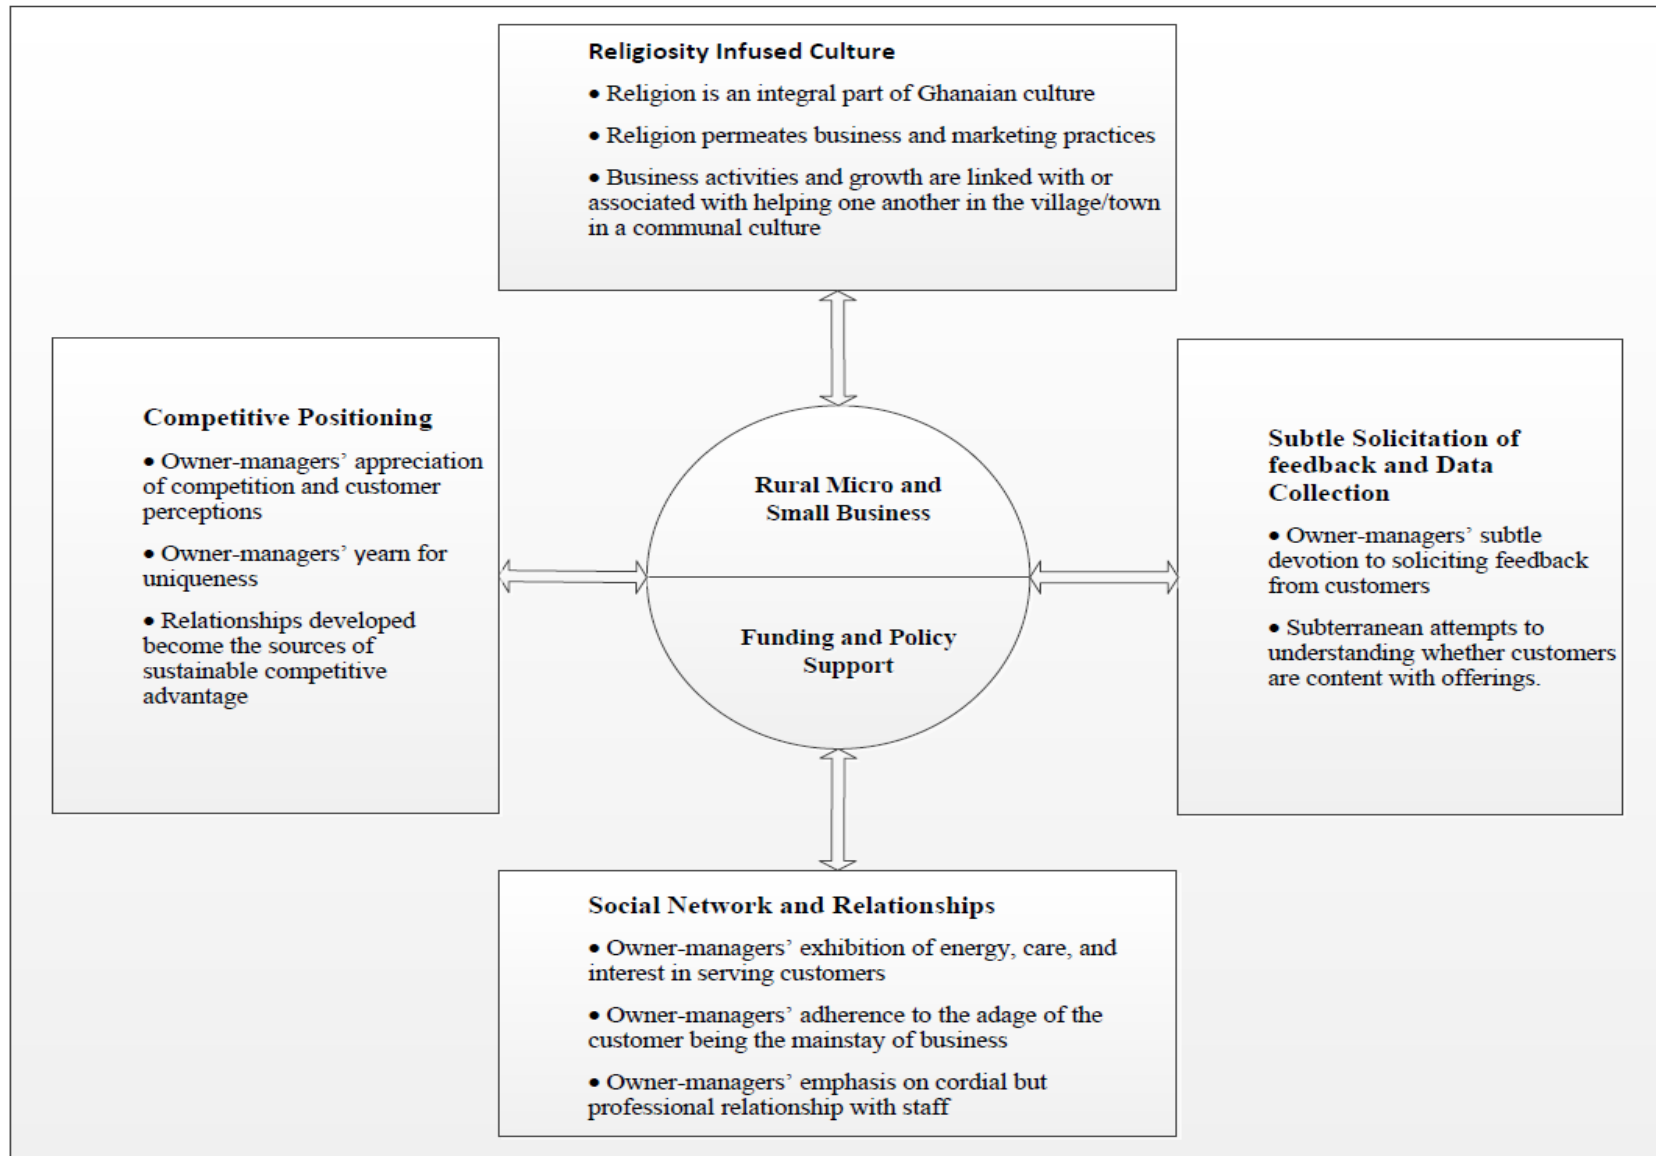 Religiosity Infused Culture
• Religion is an integral part of Ghanaian culture
• Religion permeates business and marketing practices
• Business activities and growth are linked with or
associated with helping one another in the village/town
in a communal culture
Competitive Positioning
• Owner-managers’ appreciation
of competition and customer
perceptions
• Owner-managers’ yearn for
uniqueness
• Relationships developed
become the sources of
sustainable competitive
advantage
Rural Micro and
Small Business
Funding and Policy
Support
Subtle Solicitation of
feedback and Data
Collection
• Owner-managers’ subtle
devotion to soliciting feedback
from customers
• Subterranean attempts to
understanding whether customers
are content with offerings.
Social Network and Relationships
• Owner-managers’ exhibition of energy, care, and
interest in serving customers
• Owner-managers’ adherence to the adage of the
customer being the mainstay of business
• Owner-managers’ emphasis on cordial but
professional relationship with staff